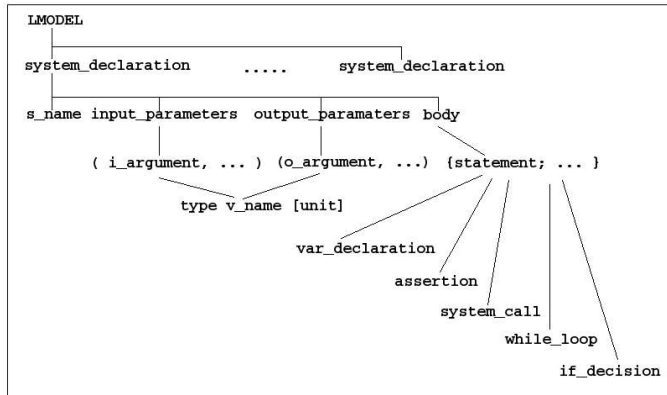 LMODEL
system_declaration ..... system_declaration
s_name input_parameters output_paramaters body
( i_argument, ... ) (o_argument, ...) {statement; ... }
type v_name [unit]
var_declaration
assertion
system_call
while_loop
if_decision